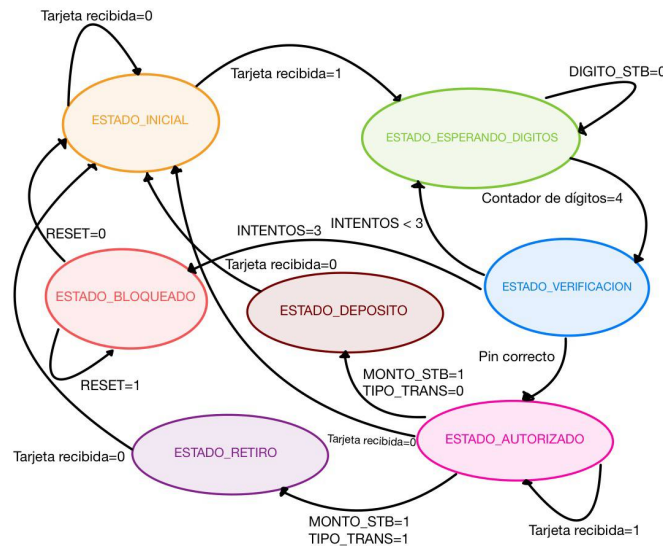 Tarjeta recibida=0
Tarjeta recibida=1
DIGITO_STB=0
ESTADO_INICIAL
ESTADO_ESPERANDO_DIGITOS
Contador de dígitos=4
INTENTOS < 3
INTENTOS=3
RESET=0
Tarjeta recibida=0
ESTADO_BLOQUEADO
ESTADO_DEPOSITO
ESTADO_VERIFICACION
Pin correcto
MONTO_STB=1
TIPO_TRANS=0
RESET=1
Tarjeta recibida=0
ESTADO_AUTORIZADO
ESTADO_RETIRO
Tarjeta recibida=0
MONTO_STB=1
TIPO_TRANS=1
Tarjeta recibida=1